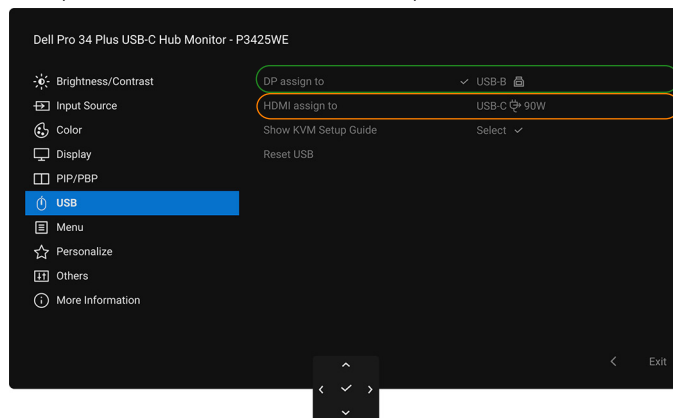 Dell Pro 34 Plus USB-C Hub Monitor - P3425WE
Brightness/Contrast
DP assign to
USB-B
Input Source
HDMI assign to
USB-C 90W
Color
Show KVM Setup Guide
Select
Display
Reset USB
PIP/PBP
USB
Menu
Personalize
Others
More Information
Exit